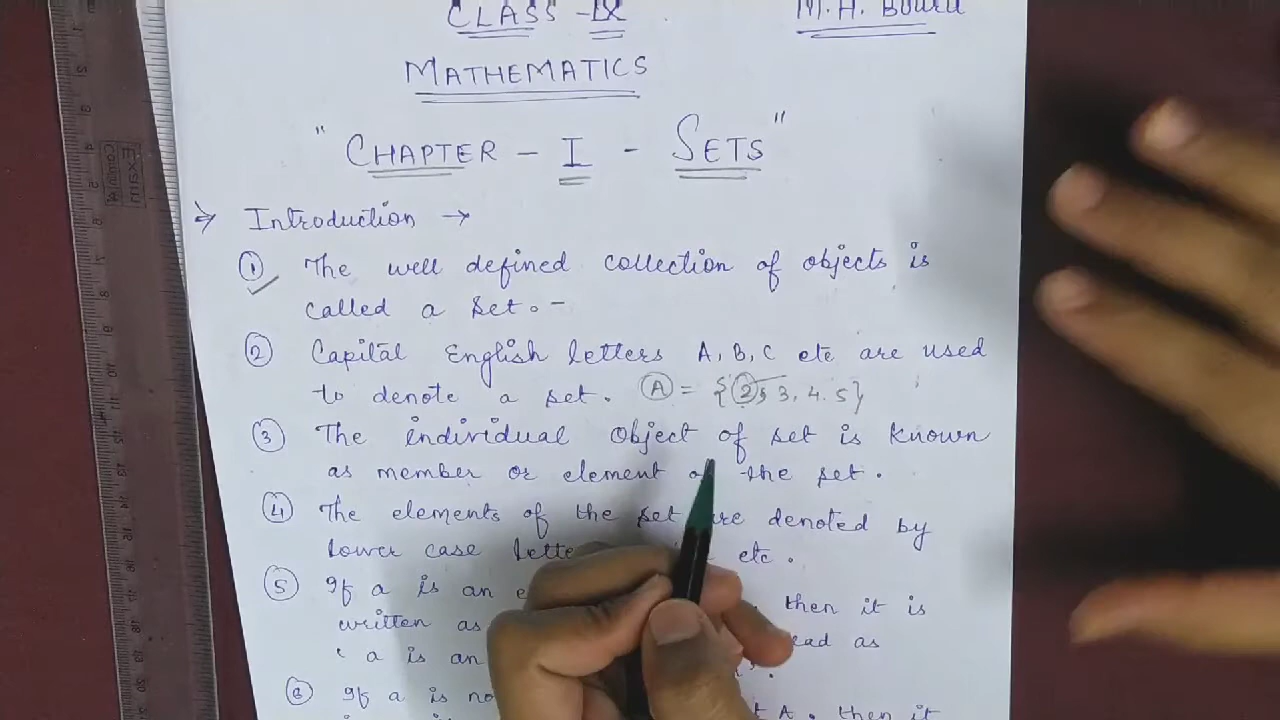 CLASS - IX M.H. Board
MATHEMATICS
" CHAPTER - I - SETS "
Introduction →
① The well defined collection of objects is
called a set. -
② Capital English letters A, B, C etc are used
to denote a set. A = {2, 3, 4. 5}
③ The individual object of set is known
as member or element the set.
④ The elements of the set denoted by
lower case etc.
⑤ If a is an then it is
written as as
' a is an
⑥ If a is A, then it
Exam